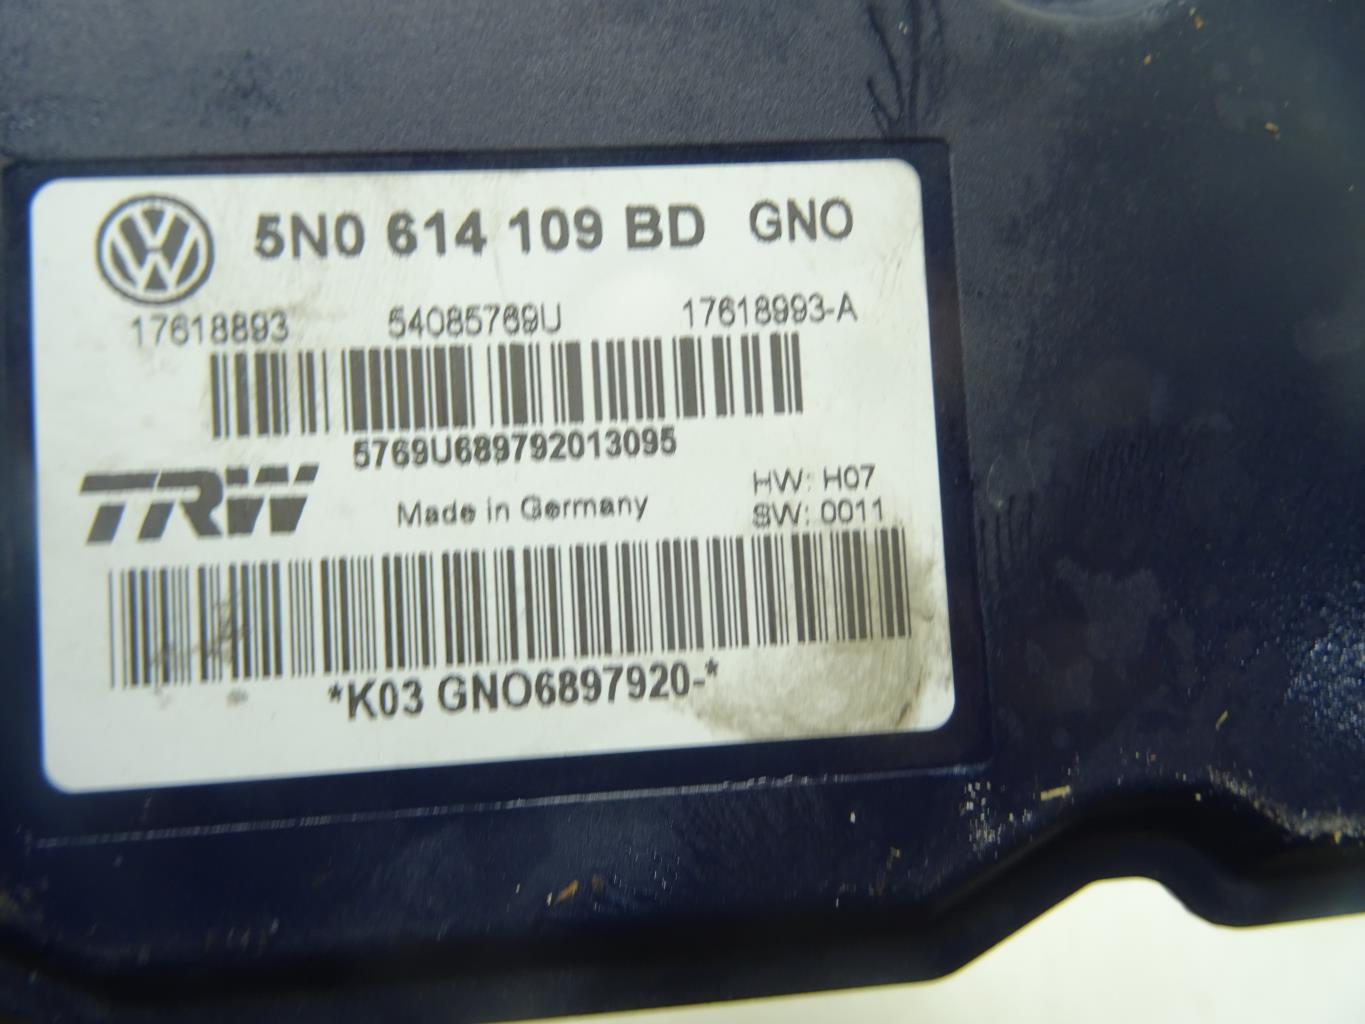 5N0 614 109 BD GNO
17618893 54085769U 17618993-A
5769U689792013095
TRW Made in Germany HW: H07
SW: 0011
*K03 GNO6897920-*